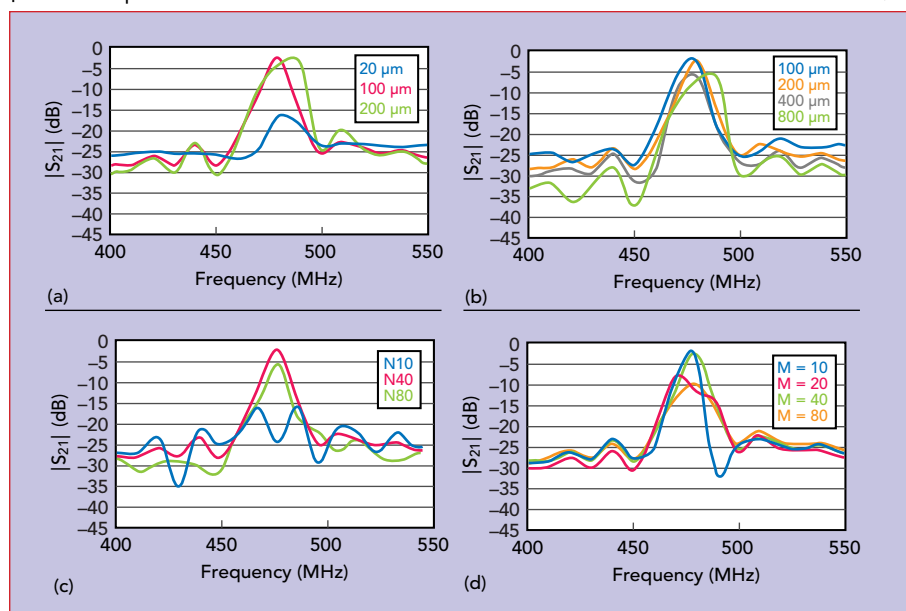 0
–5
–10
–15
–20
–25
–30
–35
–40
–45
|S21| (dB)
20 µm
100 µm
200 µm
400 450 500 550
Frequency (MHz)
(a)
0
–5
–10
–15
–20
–25
–30
–35
–40
–45
|S21| (dB)
100 µm
200 µm
400 µm
800 µm
400 450 500 550
Frequency (MHz)
(b)
0
–5
–10
–15
–20
–25
–30
–35
–40
–45
|S21| (dB)
N10
N40
N80
400 450 500 550
Frequency (MHz)
(c)
0
–5
–10
–15
–20
–25
–30
–35
–40
–45
|S21| (dB)
M = 10
M = 20
M = 40
M = 80
400 450 500 550
Frequency (MHz)
(d)